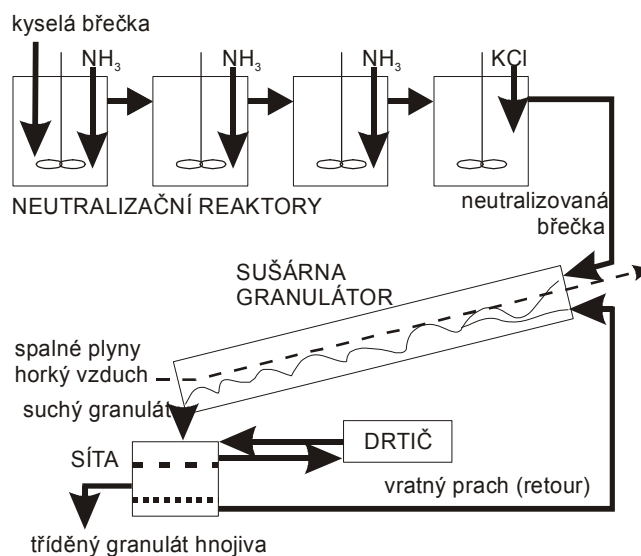 kyselá břečka
NH3
NH3
NH3
KCl
NEUTRALIZAČNÍ REAKTORY
neutralizovaná
břečka
SUŠÁRNA
GRANULÁTOR
spalné plyny
horký vzduch
suchý granulát
SÍTA
DRTIČ
vratný prach (retour)
tříděný granulát hnojiva